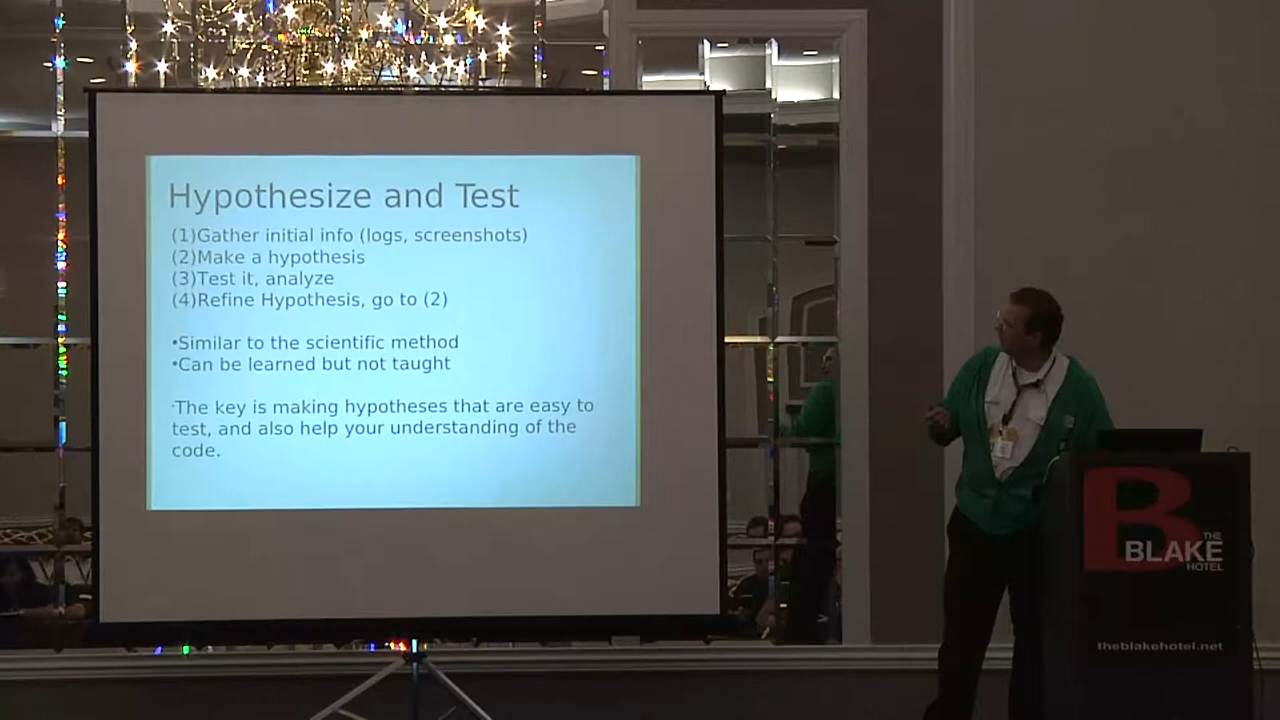 Hypothesize and Test
(1)Gather initial info (logs, screenshots)
(2)Make a hypothesis
(3)Test it, analyze
(4)Refine Hypothesis, go to (2)
•Similar to the scientific method
•Can be learned but not taught
·The key is making hypotheses that are easy to
test, and also help your understanding of the
code.
B
THE
BLAKE
HOTEL
theblakehotel.net